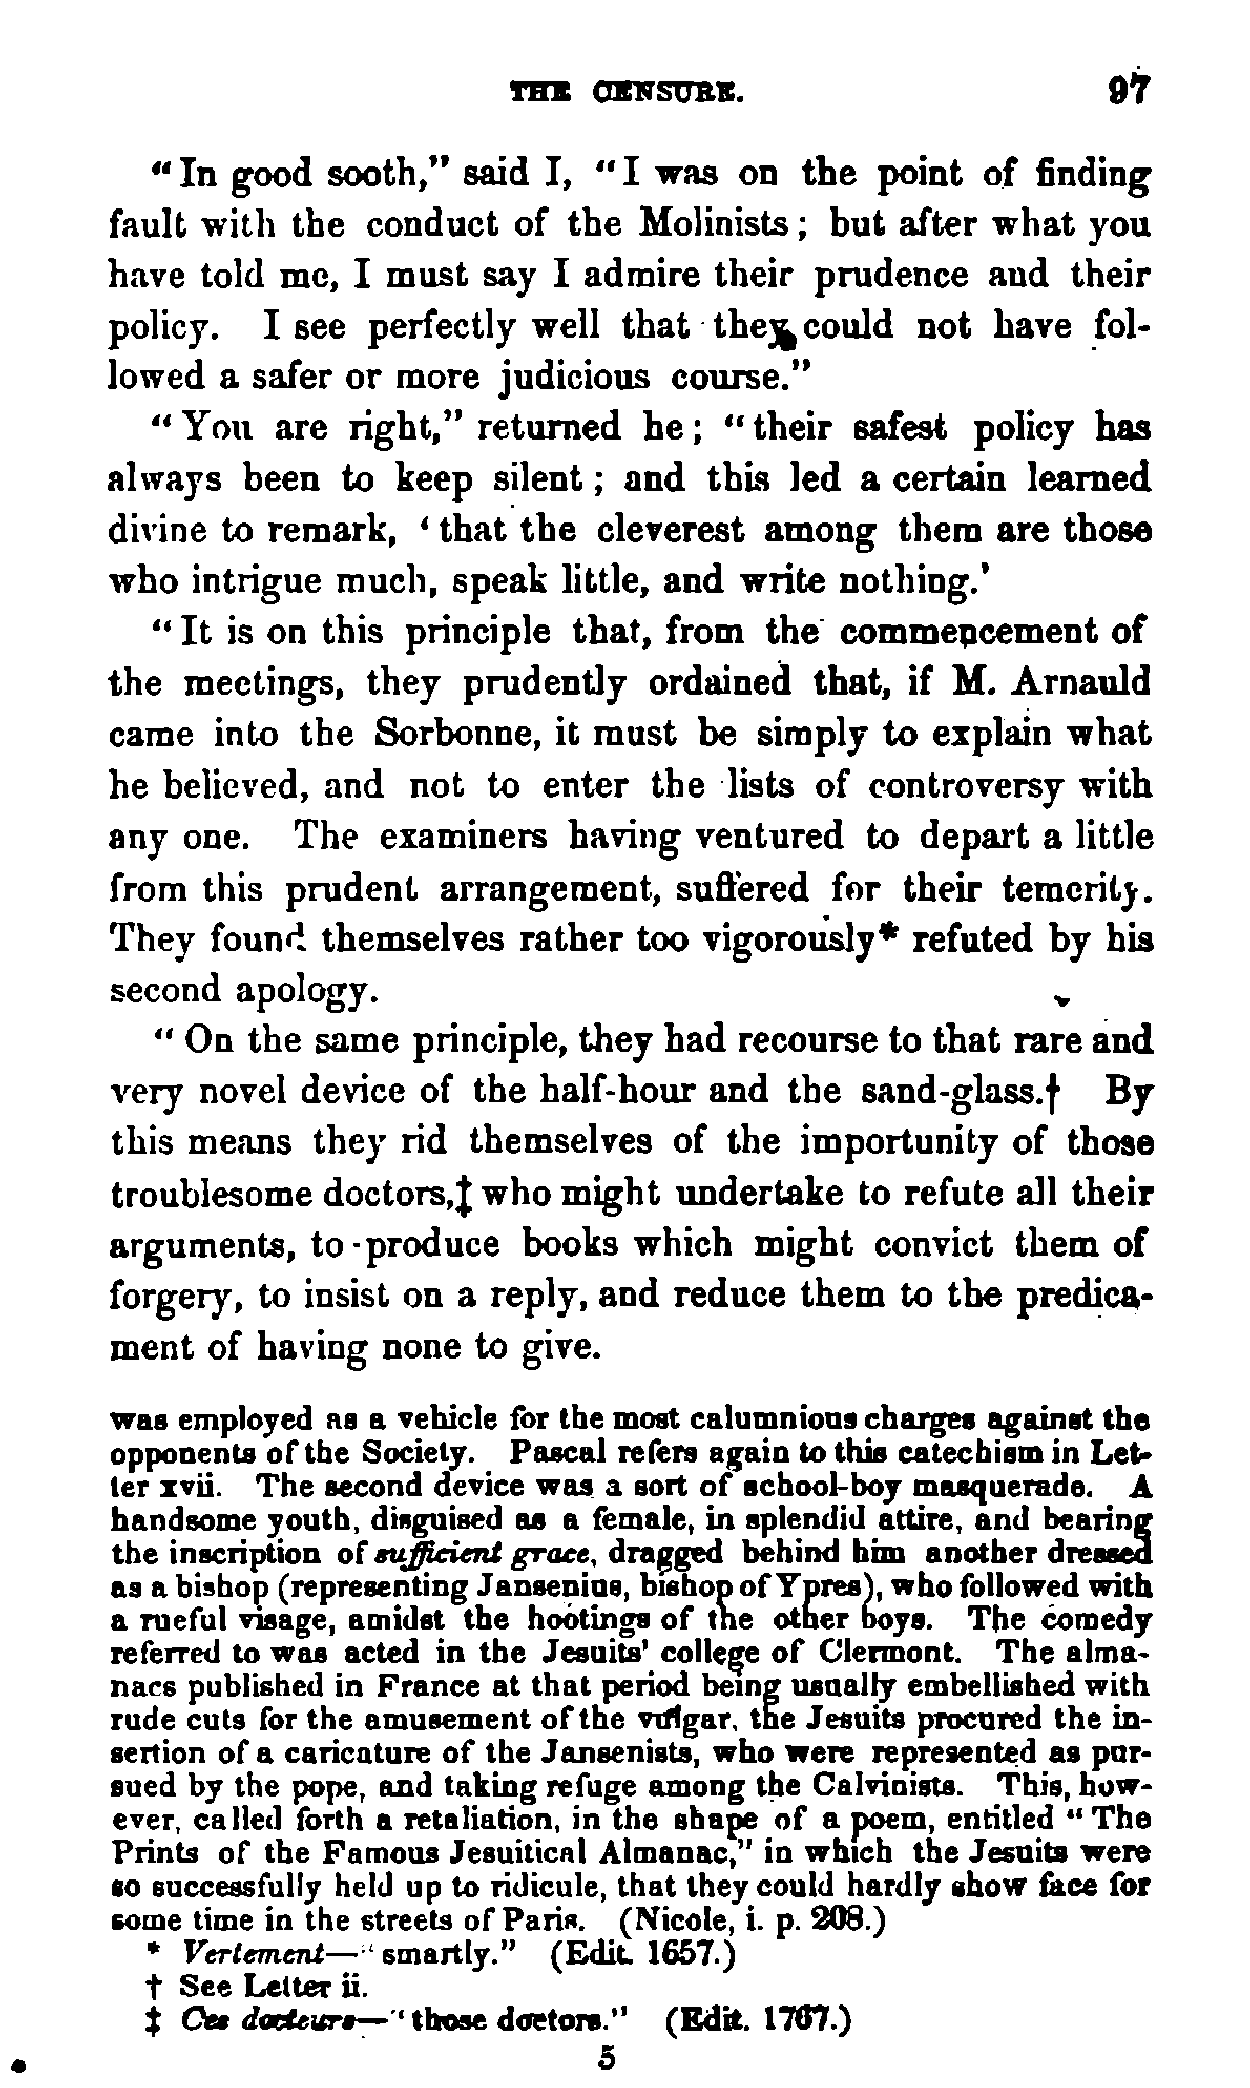 THE CENSURE. 97
"In good sooth," said I, "I was on the point of finding
fault with the conduct of the Molinists; but after what you
have told me, I must say I admire their prudence and their
policy. I see perfectly well that they could not have fol-
lowed a safer or more judicious course."
"You are right," returned he; "their safest policy has
always been to keep silent; and this led a certain learned
divine to remark, 'that the cleverest among them are those
who intrigue much, speak little, and write nothing.'
"It is on this principle that, from the commencement of
the meetings, they prudently ordained that, if M. Arnauld
came into the Sorbonne, it must be simply to explain what
he believed, and not to enter the lists of controversy with
any one. The examiners having ventured to depart a little
from this prudent arrangement, suffered for their temerity.
They found themselves rather too vigorously* refuted by his
second apology.
"On the same principle, they had recourse to that rare and
very novel device of the half-hour and the sand-glass.† By
this means they rid themselves of the importunity of those
troublesome doctors,‡ who might undertake to refute all their
arguments, to produce books which might convict them of
forgery, to insist on a reply, and reduce them to the predica-
ment of having none to give.
was employed as a vehicle for the most calumnious charges against the
opponents of the Society. Pascal refers again to this catechism in Let-
ter xvii. The second device was a sort of school-boy masquerade. A
handsome youth, disguised as a female, in splendid attire, and bearing
the inscription of sufficient grace, dragged behind him another dressed
as a bishop (representing Jansenius, bishop of Ypres), who followed with
a rueful visage, amidst the hootings of the other boys. The comedy
referred to was acted in the Jesuits' college of Clermont. The alma-
nacs published in France at that period being usually embellished with
rude cuts for the amusement of the vulgar, the Jesuits procured the in-
sertion of a caricature of the Jansenists, who were represented as pur-
sued by the pope, and taking refuge among the Calvinists. This, how-
ever, called forth a retaliation, in the shape of a poem, entitled "The
Prints of the Famous Jesuitical Almanac," in which the Jesuits were
so successfully held up to ridicule, that they could hardly show face for
some time in the streets of Paris. (Nicole, i. p. 208.)
* Vertement—"smartly." (Edit. 1657.)
† See Letter ii.
‡ Ces docteurs—"those doctors." (Edit. 1767.)
5